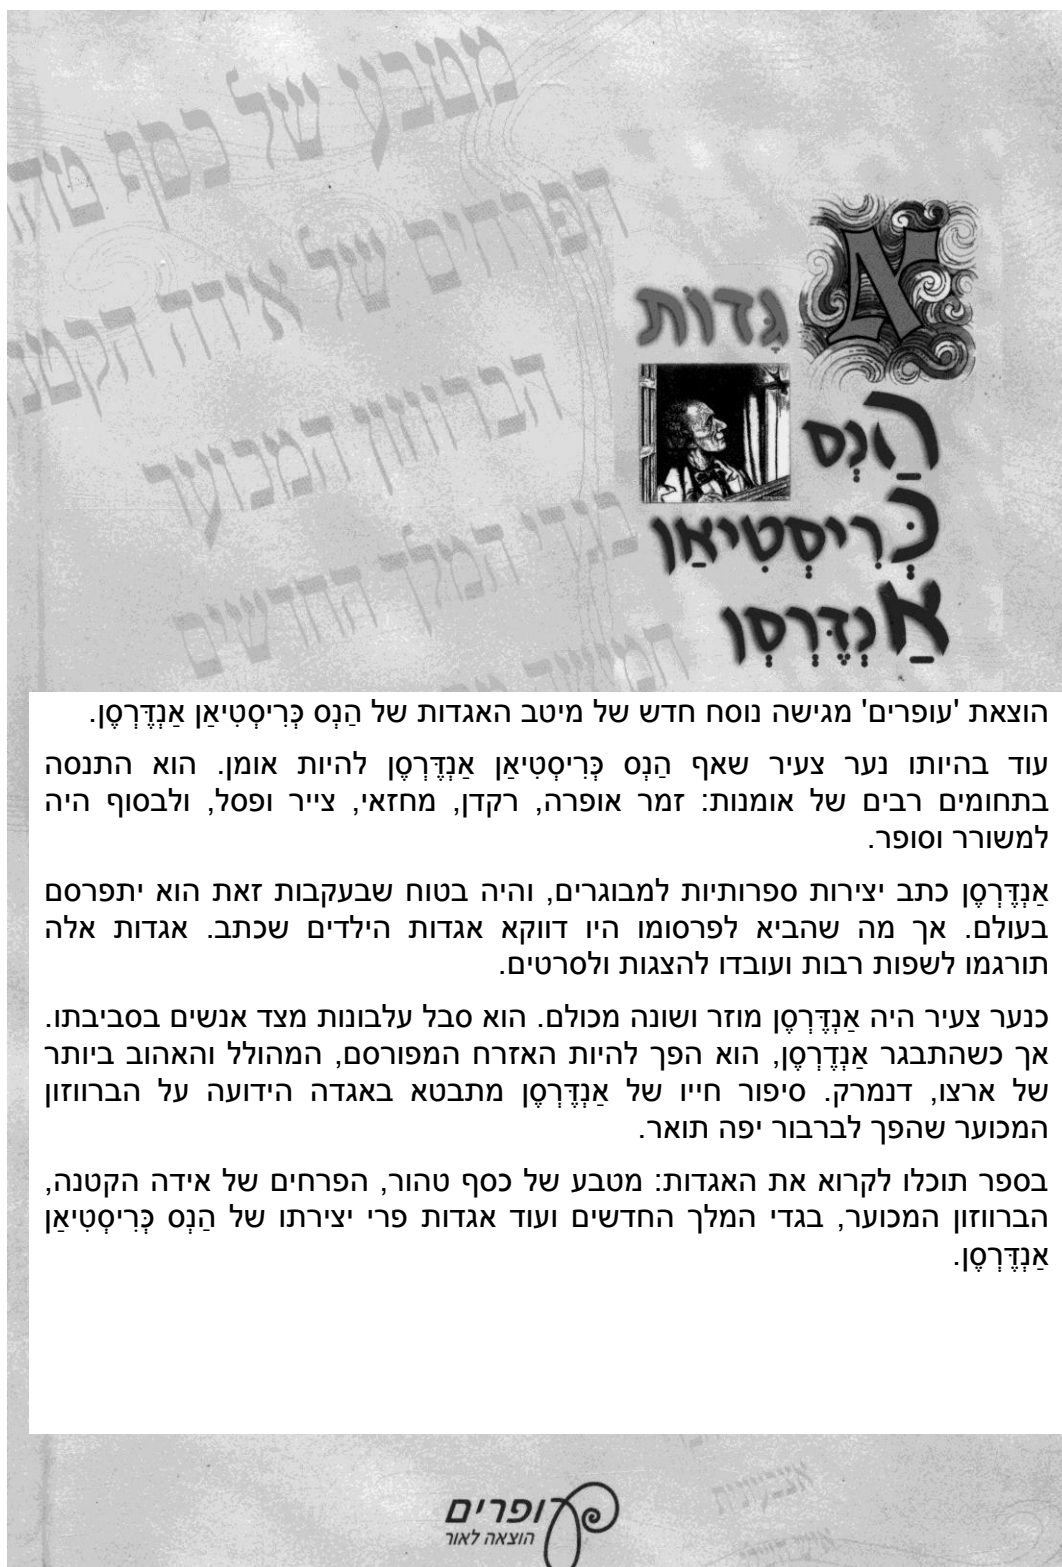 מטבע של כסף טהו
הפרחים של אידה הקטנ
הברווזון המכוער
בגדי המלך החדשים
אַגָּדוֹת
הַנְס
כְּרִיסְטִיאַן
אַנְדֶּרְסֶן
הוצאת 'עופרים' מגישה נוסח חדש של מיטב האגדות של הַנְס כְּרִיסְטִיאַן אַנְדֶּרְסֶן.
עוד בהיותו נער צעיר שאף הַנְס כְּרִיסְטִיאַן אַנְדֶּרְסֶן להיות אומן. הוא התנסה
בתחומים רבים של אומנות: זמר אופרה, רקדן, מחזאי, צייר ופסל, ולבסוף היה
למשורר וסופר.
אַנְדֶּרְסֶן כתב יצירות ספרותיות למבוגרים, והיה בטוח שבעקבות זאת הוא יתפרסם
בעולם. אך מה שהביא לפרסומו היו דווקא אגדות הילדים שכתב. אגדות אלה
תורגמו לשפות רבות ועובדו להצגות ולסרטים.
כנער צעיר היה אַנְדֶּרְסֶן מוזר ושונה מכולם. הוא סבל עלבונות מצד אנשים בסביבתו.
אך כשהתבגר אַנְדֶרְסֶן, הוא הפך להיות האזרח המפורסם, המהולל והאהוב ביותר
של ארצו, דנמרק. סיפור חייו של אַנְדֶּרְסֶן מתבטא באגדה הידועה על הברווזון
המכוער שהפך לברבור יפה תואר.
בספר תוכלו לקרוא את האגדות: מטבע של כסף טהור, הפרחים של אידה הקטנה,
הברווזון המכוער, בגדי המלך החדשים ועוד אגדות פרי יצירתו של הַנְס כְּרִיסְטִיאַן
אַנְדֶּרְסֶן.
אצבעונית
עופרים
הוצאה לאור